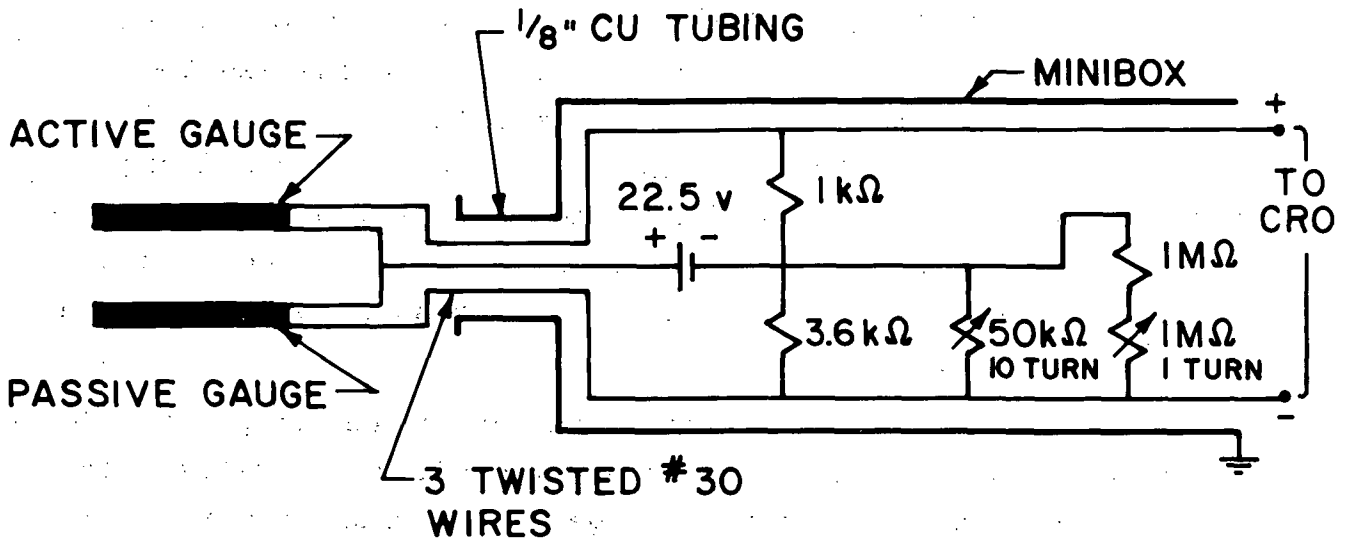 1/8" CU TUBING
MINIBOX
ACTIVE GAUGE
+
TO
CRO
22.5 v
+ -
1kΩ
1MΩ
3.6kΩ
50kΩ
10 TURN
1MΩ
1 TURN
PASSIVE GAUGE
-
3 TWISTED #30
WIRES